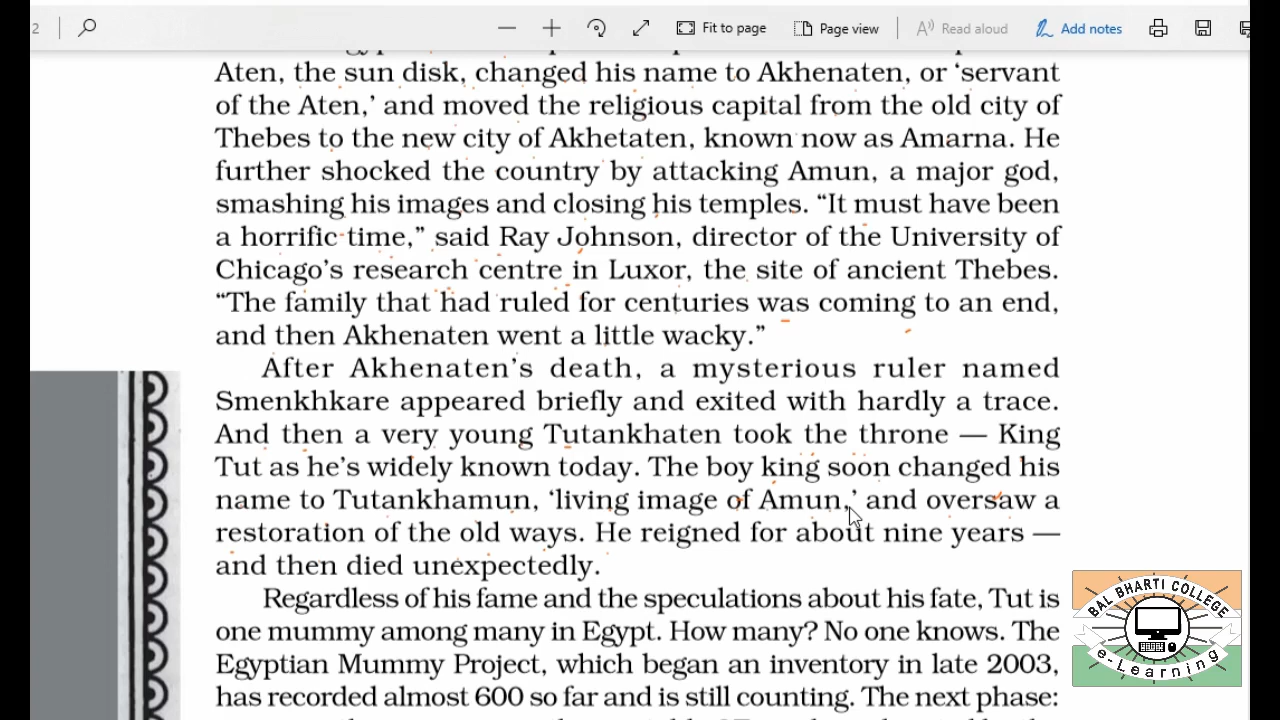 2
Fit to page
Page view
Read aloud
Add notes
Aten, the sun disk, changed his name to Akhenaten, or ‘servant
of the Aten,’ and moved the religious capital from the old city of
Thebes to the new city of Akhetaten, known now as Amarna. He
further shocked the country by attacking Amun, a major god,
smashing his images and closing his temples. “It must have been
a horrific time,” said Ray Johnson, director of the University of
Chicago’s research centre in Luxor, the site of ancient Thebes.
“The family that had ruled for centuries was coming to an end,
and then Akhenaten went a little wacky.”
After Akhenaten’s death, a mysterious ruler named
Smenkhkare appeared briefly and exited with hardly a trace.
And then a very young Tutankhaten took the throne — King
Tut as he’s widely known today. The boy king soon changed his
name to Tutankhamun, ‘living image of Amun,’ and oversaw a
restoration of the old ways. He reigned for about nine years —
and then died unexpectedly.
Regardless of his fame and the speculations about his fate, Tut is
one mummy among many in Egypt. How many? No one knows. The
Egyptian Mummy Project, which began an inventory in late 2003,
has recorded almost 600 so far and is still counting. The next phase:
BAL BHARTI COLLEGE
e-Learning